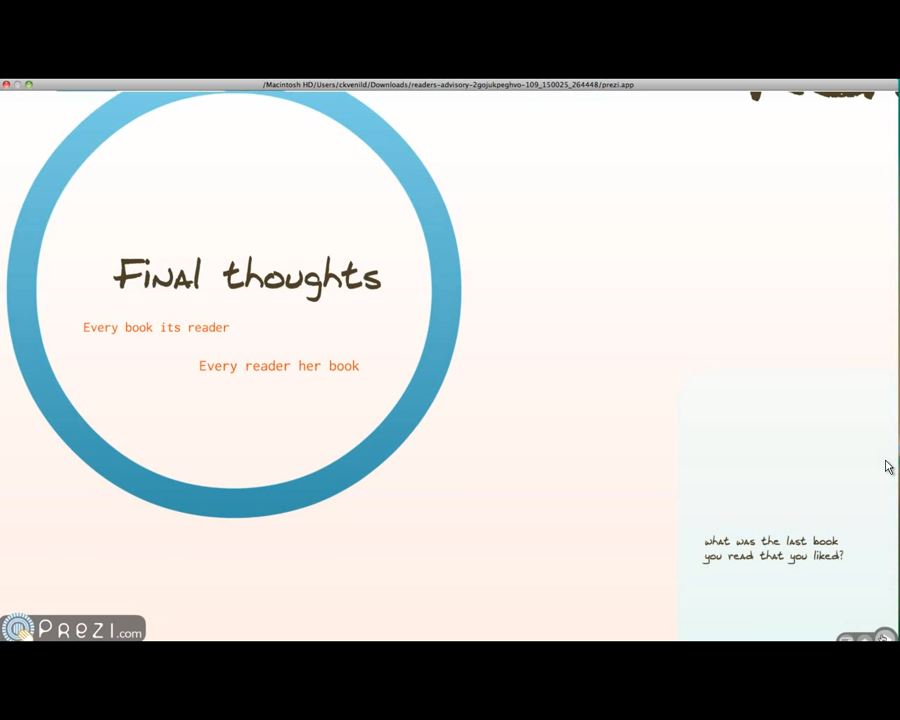 /Macintosh HD/Users/ckvenild/Downloads/readers-advisory-2gojukpeghvo-109_150025_264448/prezi.app
Final thoughts
Every book its reader
Every reader her book
what was the last book
you read that you liked?
Prezi.com